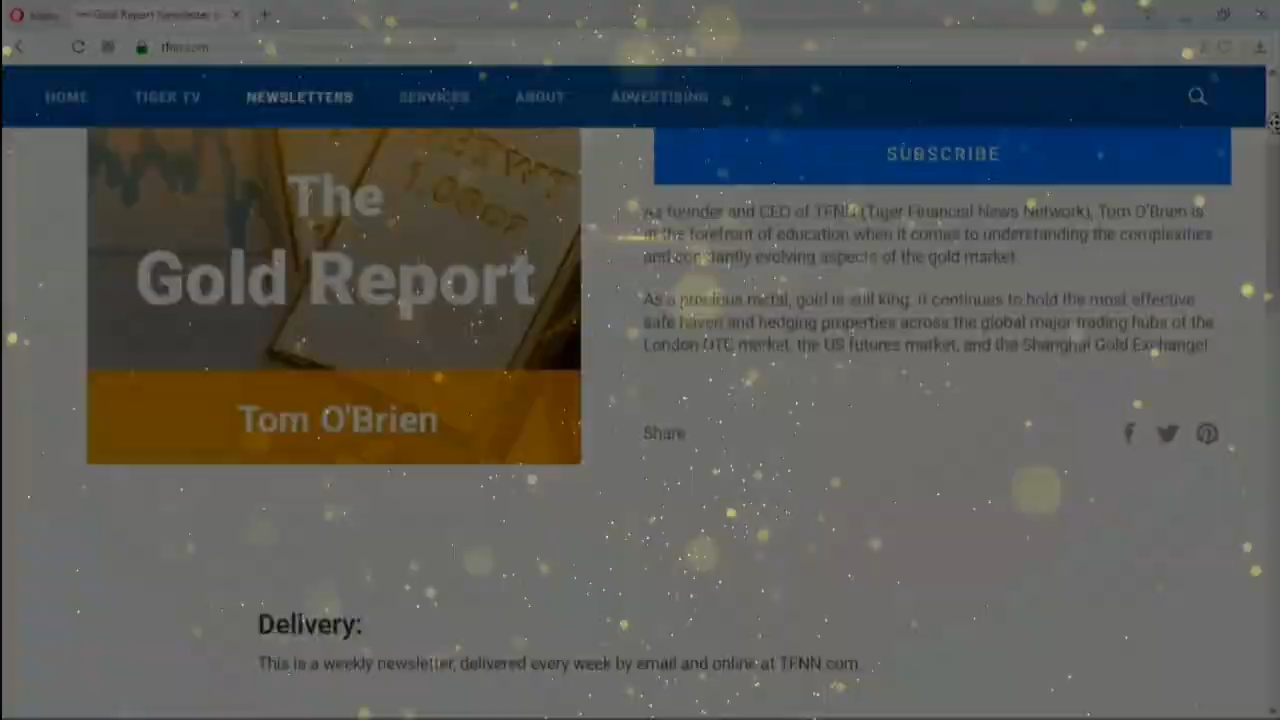 Gold Report Newsletter
tfnn.com
HOME TIGER TV NEWSLETTERS SERVICES ABOUT ADVERTISING
The
Gold Report
Tom O'Brien
SUBSCRIBE
As founder and CEO of TFNN (Tiger Financial News Network), Tom O'Brien is
at the forefront of education when it comes to understanding the complexities
and constantly evolving aspects of the gold market.
As a precious metal, gold is still king. It continues to hold the most effective
safe haven and hedging properties across the global major trading hubs of the
London OTC market, the US futures market, and the Shanghai Gold Exchange!
Share
Delivery:
This is a weekly newsletter, delivered every week by email and online at TFNN.com